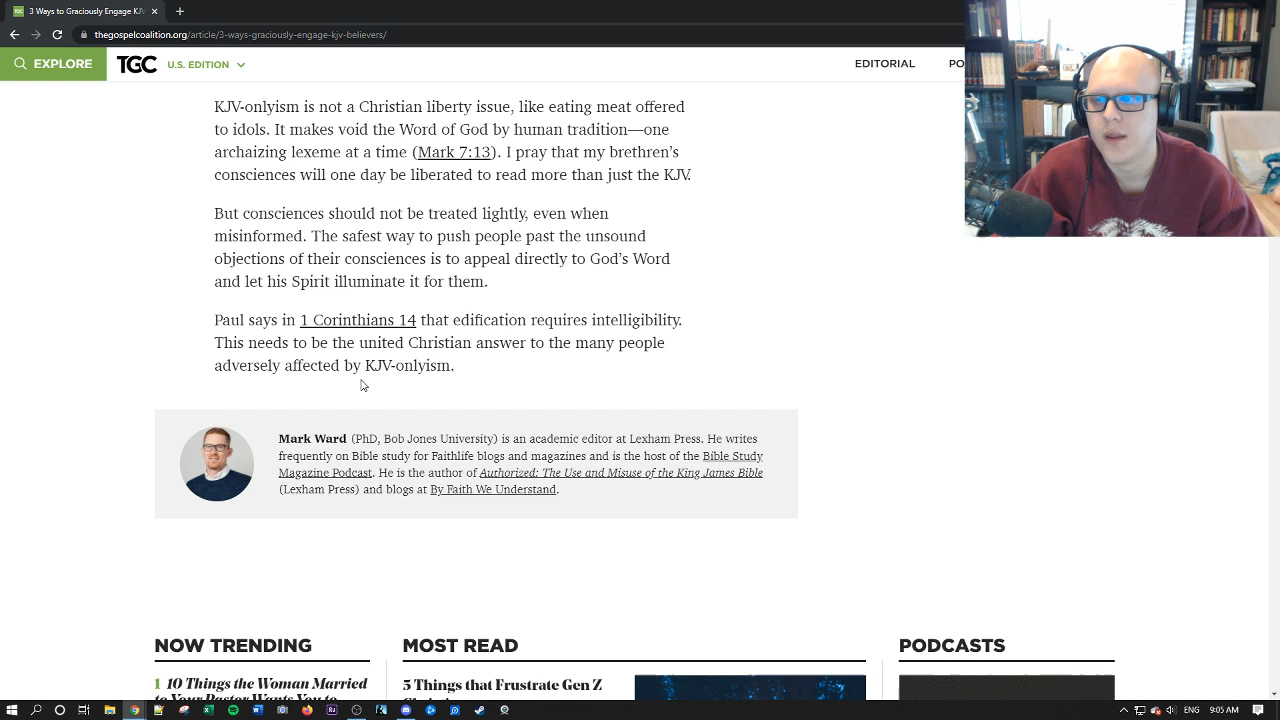 3 Ways to Graciously Engage KJV
thegospelcoalition.org/article/3-ways-graciously-engage-kjv-believers/
EXPLORE
TGC
U.S. EDITION
EDITORIAL
PO
KJV-onlyism is not a Christian liberty issue, like eating meat offered
to idols. It makes void the Word of God by human tradition—one
archaizing lexeme at a time (Mark 7:13). I pray that my brethren’s
consciences will one day be liberated to read more than just the KJV.
But consciences should not be treated lightly, even when
misinformed. The safest way to push people past the unsound
objections of their consciences is to appeal directly to God’s Word
and let his Spirit illuminate it for them.
Paul says in 1 Corinthians 14 that edification requires intelligibility.
This needs to be the united Christian answer to the many people
adversely affected by KJV-onlyism.
Mark Ward (PhD, Bob Jones University) is an academic editor at Lexham Press. He writes
frequently on Bible study for Faithlife blogs and magazines and is the host of the Bible Study
Magazine Podcast. He is the author of Authorized: The Use and Misuse of the King James Bible
(Lexham Press) and blogs at By Faith We Understand.
NOW TRENDING
1 10 Things the Woman Married
to Your Pastor Wants You to
MOST READ
5 Things that Frustrate Gen Z
PODCASTS
9:05 AM